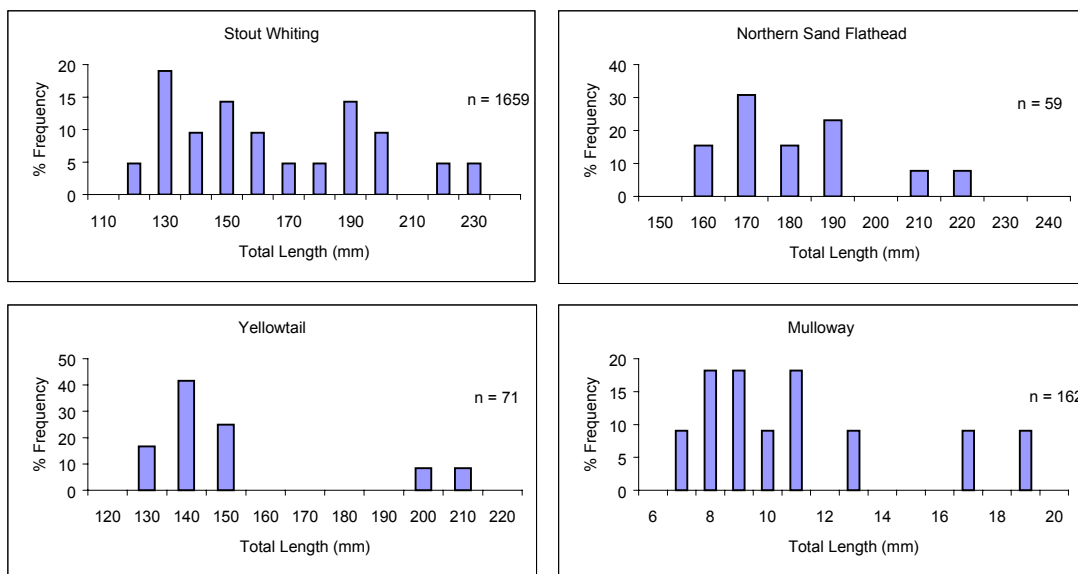 Stout Whiting
% Frequency
20
15
10
5
0
n = 1659
110 130 150 170 190 210 230
Total Length (mm)
Northern Sand Flathead
% Frequency
40
30
20
10
0
n = 59
150 160 170 180 190 200 210 220 230 240
Total Length (mm)
Yellowtail
% Frequency
50
40
30
20
10
0
n = 71
120 130 140 150 160 170 180 190 200 210 220
Total Length (mm)
Mulloway
% Frequency
20
15
10
5
0
n = 162
6 8 10 12 14 16 18 20
Total Length (mm)